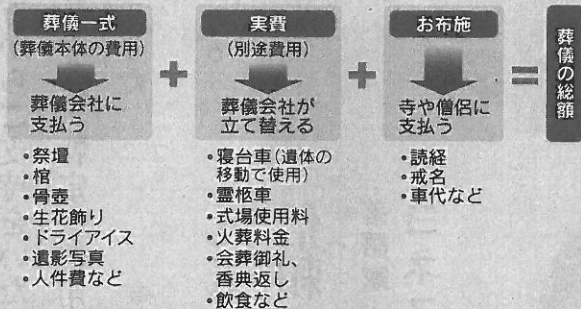 葬儀一式
(葬儀本体の費用)
葬儀会社に
支払う
・祭壇
・棺
・骨壺
・生花飾り
・ドライアイス
・遺影写真
・人件費など
+
実費
(別途費用)
葬儀会社が
立て替える
・寝台車(遺体の
移動で使用)
・霊柩車
・式場使用料
・火葬料金
・会葬御礼、
香典返し
・飲食など
+
お布施
寺や僧侶に
支払う
・読経
・戒名
・車代など
=
葬儀の総額